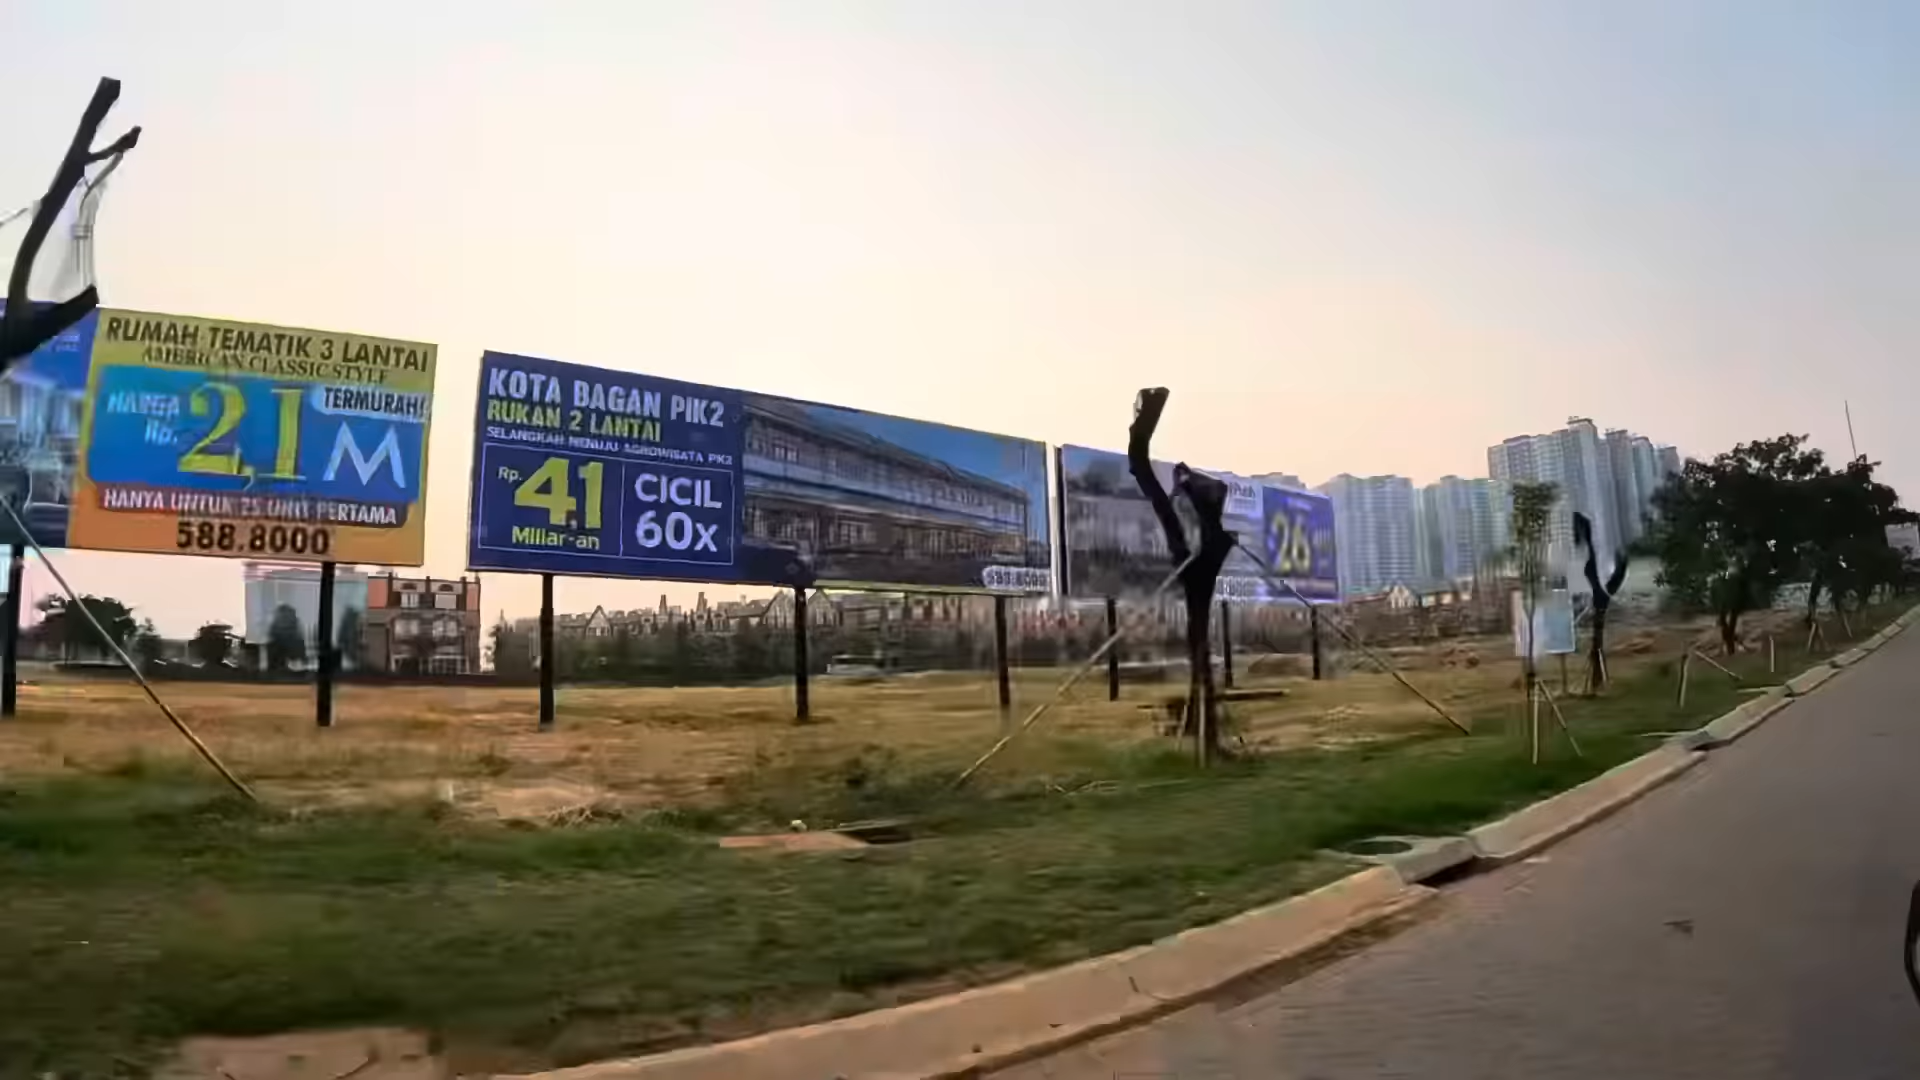 RUMAH TEMATIK 3 LANTAI
AMERICAN CLASSIC STYLE
HARGA
Rp.
2,1 M
TERMURAH!
HANYA UNTUK 25 UNIT PERTAMA
588.8000
KOTA BAGAN PIK2
RUKAN 2 LANTAI
SELANGKAH MENUJU AGROWISATA PK2
Rp. 4,1
Miliar-an
CICIL
60x
588.8000
26